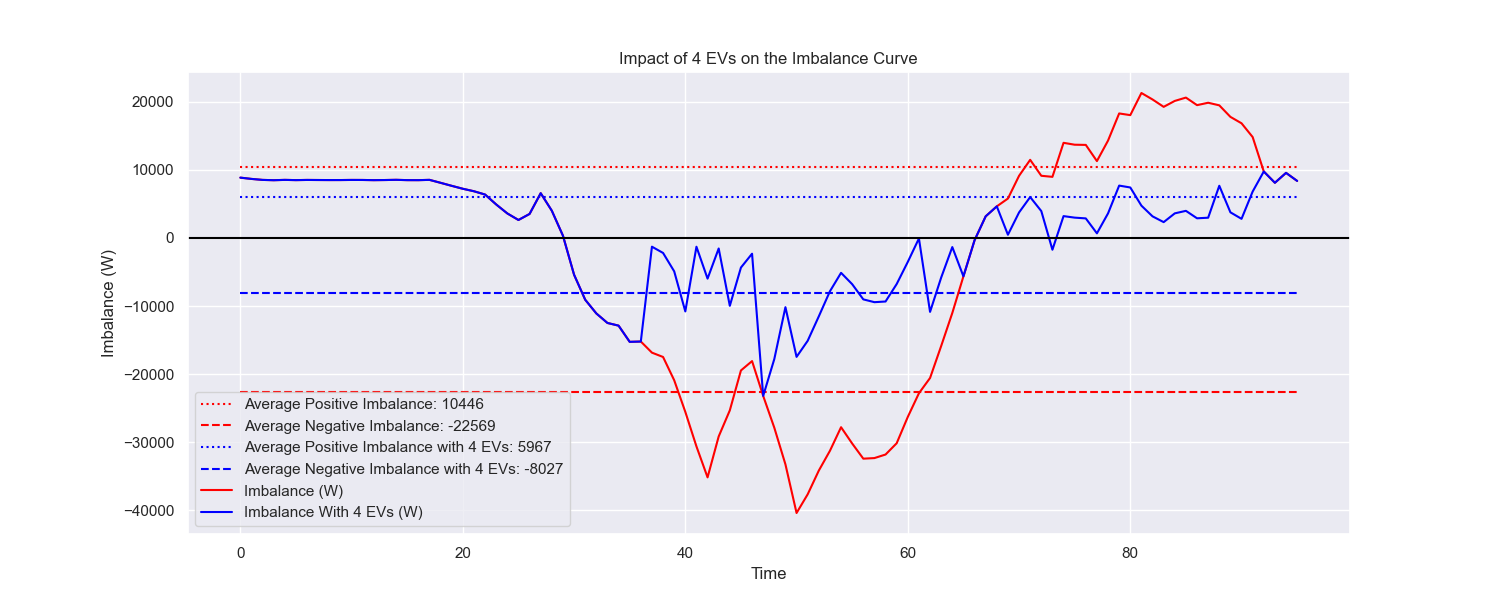 Impact of 4 EVs on the Imbalance Curve
20000
10000
0
−10000
−20000
−30000
−40000
Imbalance (W)
Average Positive Imbalance: 10446
Average Negative Imbalance: -22569
Average Positive Imbalance with 4 EVs: 5967
Average Negative Imbalance with 4 EVs: -8027
Imbalance (W)
Imbalance With 4 EVs (W)
0 20 40 60 80
Time